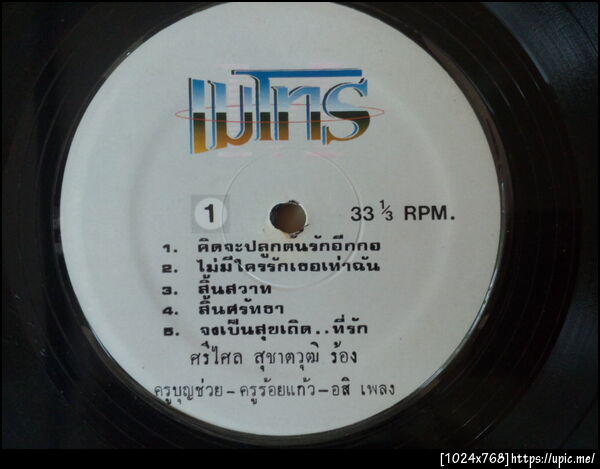 เมโทร
1
33 1/3 RPM.
1. คิดจะปลูกต้นรักอีกกอ
2. ไม่มีใครรักเธอเท่าฉัน
3. สิ้นสวาท
4. สิ้นศรัทธา
5. จงเป็นสุขเถิด..ที่รัก
ศรีไศล สุชาตวุฒิ ร้อง
ครูบุญช่วย-ครูร้อยแก้ว-อสิ เพลง
[1024x768]https://upic.me/